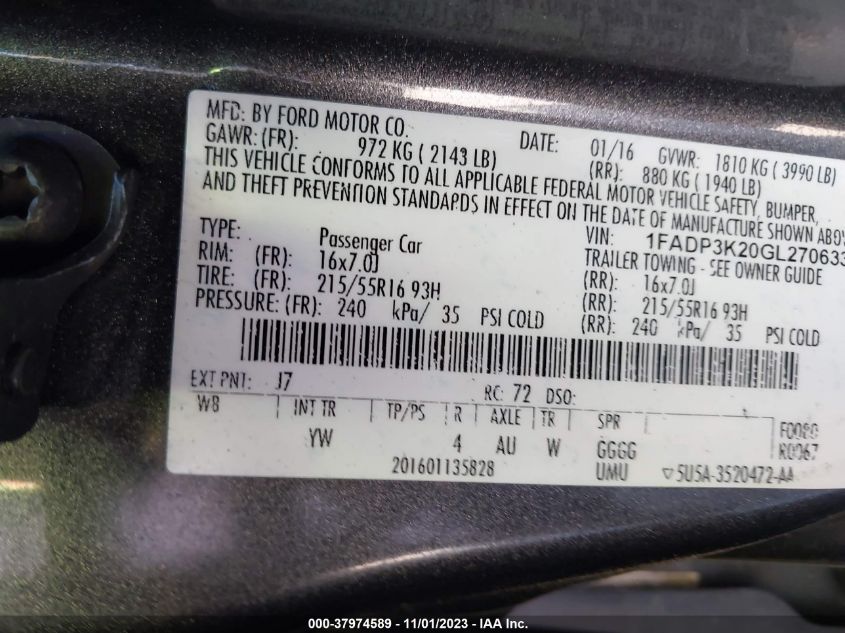 MFD: BY FORD MOTOR CO. DATE: 01/16 GVWR: 1810 KG ( 3990 LB)
GAWR: (FR): 972 KG ( 2143 LB) (RR): 880 KG ( 1940 LB)
THIS VEHICLE CONFORMS TO ALL APPLICABLE FEDERAL MOTOR VEHICLE SAFETY, BUMPER,
AND THEFT PREVENTION STANDARDS IN EFFECT ON THE DATE OF MANUFACTURE SHOWN ABOV
VIN: 1FADP3K20GL270633
TYPE: Passenger Car TRAILER TOWING - SEE OWNER GUIDE
RIM: (FR): 16x7.0J (RR): 16x7.0J
TIRE: (FR): 215/55R16 93H (RR): 215/55R16 93H
PRESSURE: (FR): 240 kPa/ 35 PSI COLD (RR): 240 kPa/ 35 PSI COLD
EXT PNT: J7 RC: 72 DSO:
W8 INT TR TP/PS R AXLE TR SPR
YW 4 AU W GGGG R0067
201601135828 UMU 5U5A-3520472-AA
000-37974589 - 11/01/2023 - IAA Inc.